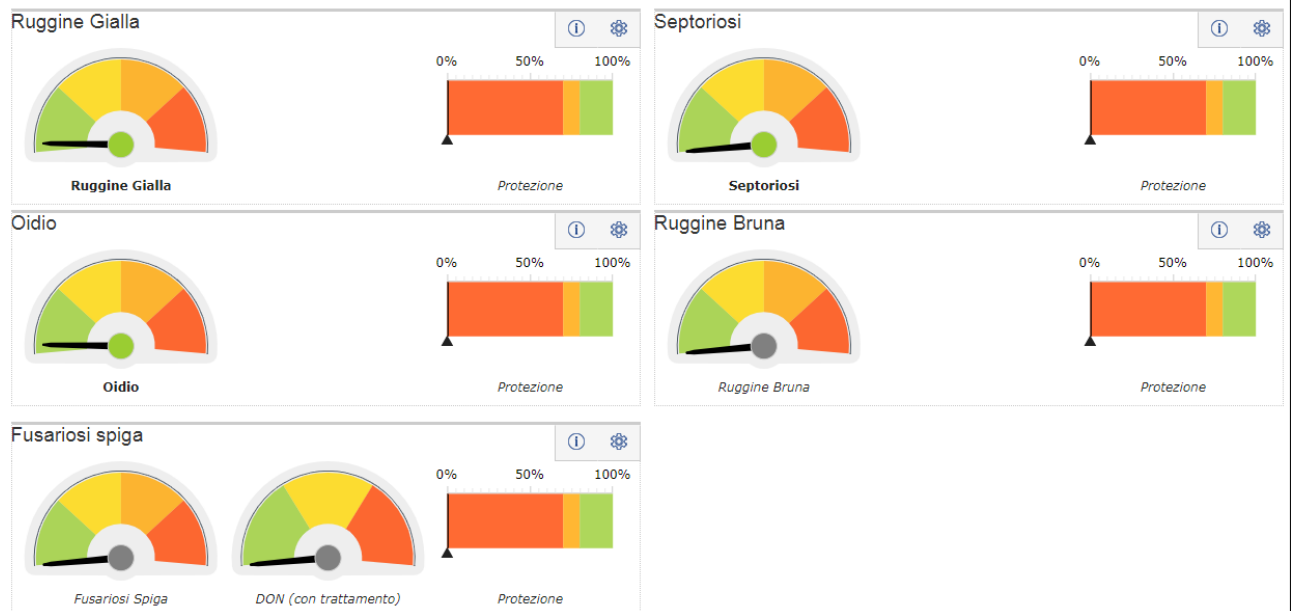 Ruggine Gialla
0% 50% 100%
Ruggine Gialla
Protezione
Septoriosi
0% 50% 100%
Septoriosi
Protezione
Oidio
0% 50% 100%
Oidio
Protezione
Ruggine Bruna
0% 50% 100%
Ruggine Bruna
Protezione
Fusariosi spiga
0% 50% 100%
Fusariosi Spiga
DON (con trattamento)
Protezione